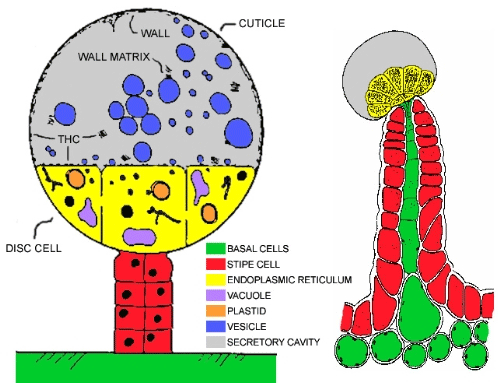 WALL
CUTICLE
WALL MATRIX
THC
DISC CELL
BASAL CELLS
STIPE CELL
ENDOPLASMIC RETICULUM
VACUOLE
PLASTID
VESICLE
SECRETORY CAVITY